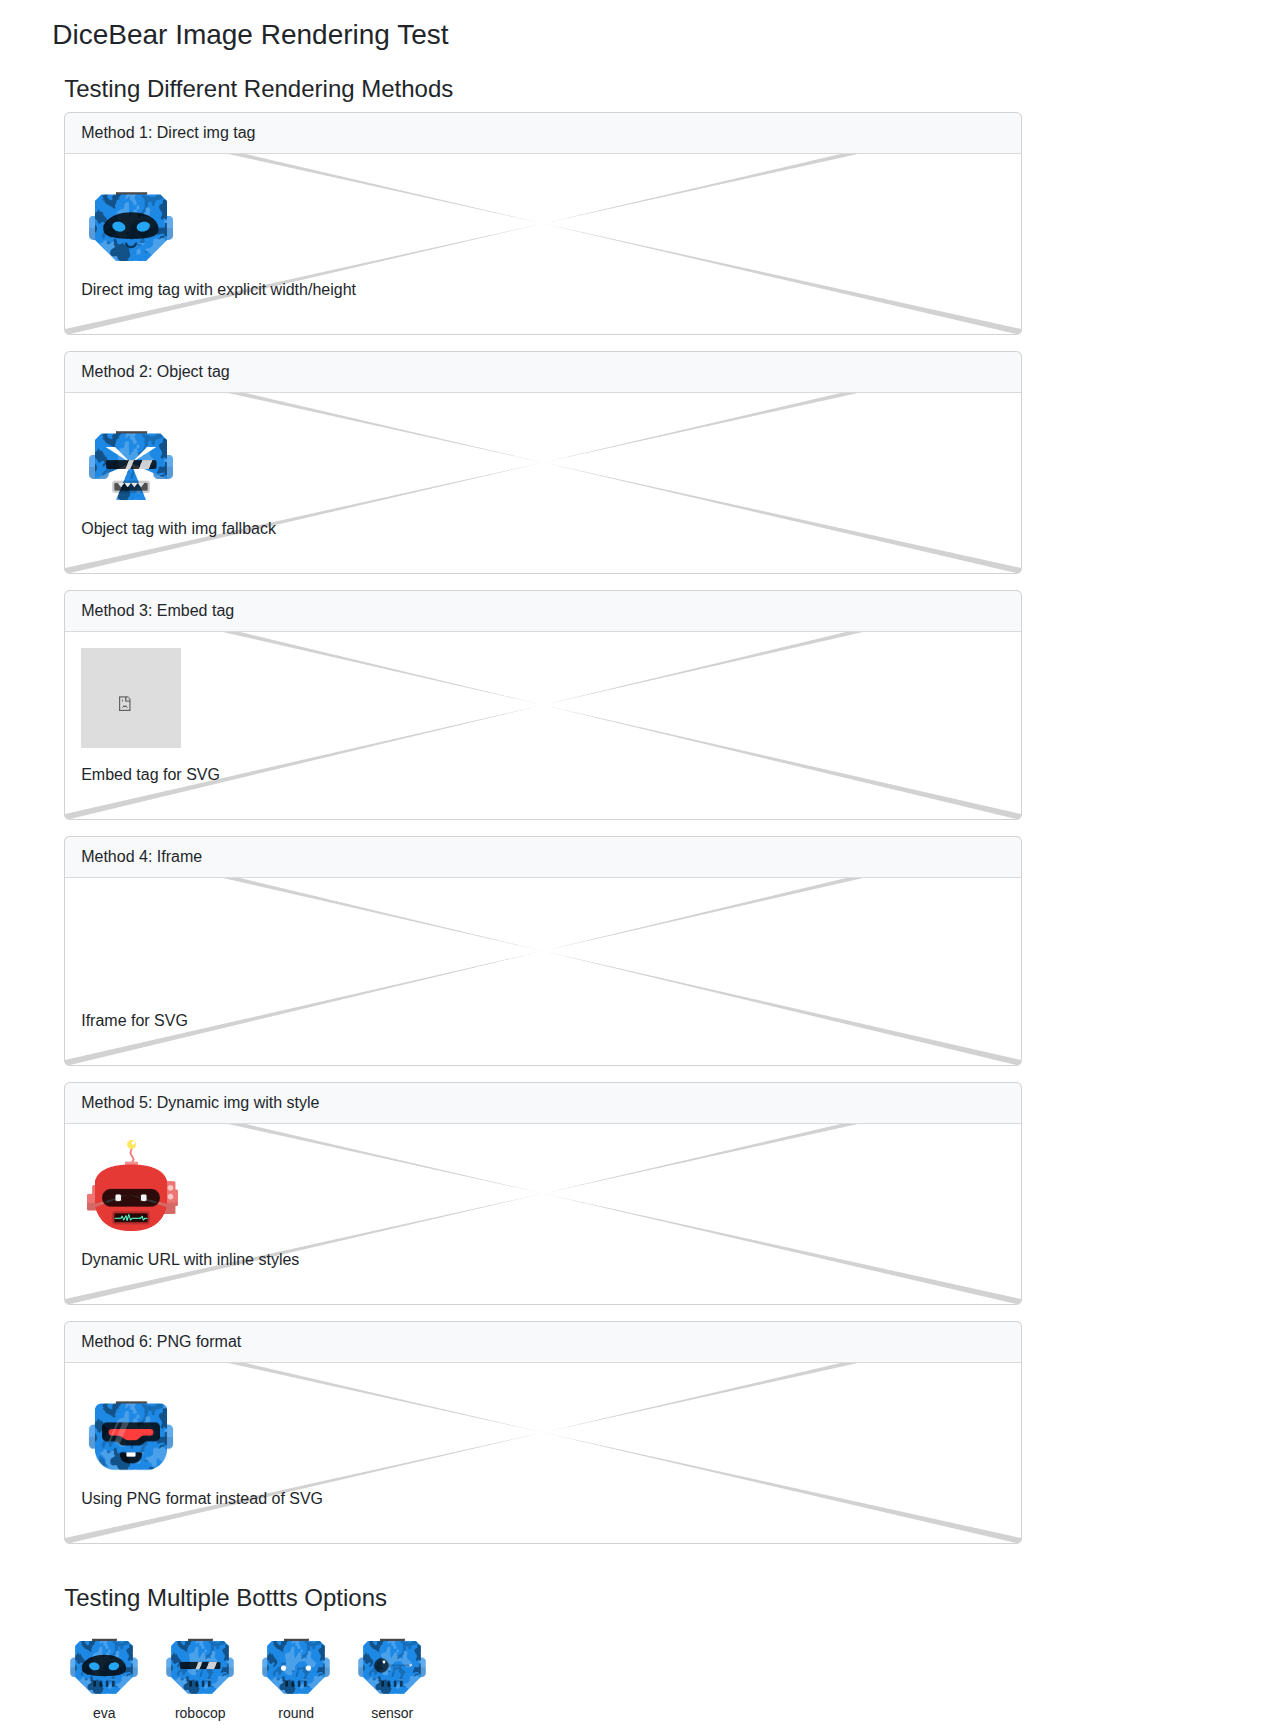 DiceBear Image Rendering Test
Testing Different Rendering Methods
Method 1: Direct img tag
Direct img tag with explicit width/height
Method 2: Object tag
Object tag with img fallback
Method 3: Embed tag
Embed tag for SVG
Method 4: Iframe
Iframe for SVG
Method 5: Dynamic img with style
Dynamic URL with inline styles
Method 6: PNG format
Using PNG format instead of SVG
Testing Multiple Bottts Options
eva robocop round sensor